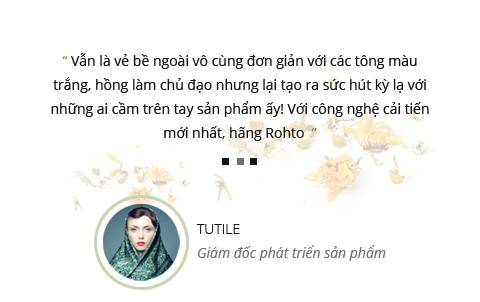 “ Vẫn là vẻ bề ngoài vô cùng đơn giản với các tông màu
trắng, hồng làm chủ đạo nhưng lại tạo ra sức hút kỳ lạ với
những ai cầm trên tay sản phẩm ấy! Với công nghệ cải tiến
mới nhất, hãng Rohto ”
TUTILE
Giám đốc phát triển sản phẩm